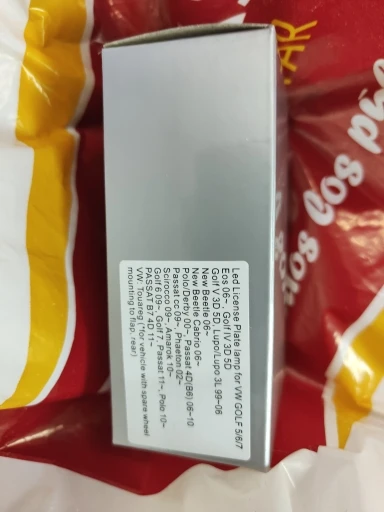 Led License Plate lamp for VW GOLF 5/6/7
Eos 06~, Golf IV 3D 5D
Golf V 3D 5D, Lupo/Lupo 3L 99~06
New Beetle 06~
New Beetle Cabrio 06~
Polo/Derby 00~, Passat 4D(B6) 06~10
Passat cc 09~, Phaeton 02~
Scirocco 09~, Amarok 10~
Golf 6 09~, Golf 7, Passat 11~, Polo 10~
PASSAT B7 4D 11~
VW: Touareg (*for vehicle with spare wheel
mounting to flap, rear)
los